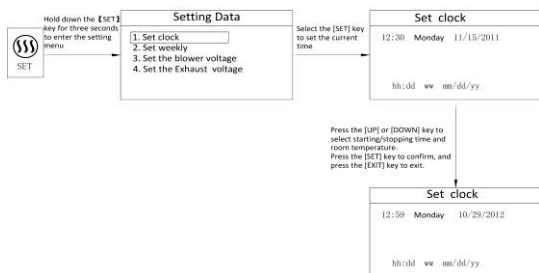 Hold down the 【SET】
key for three seconds
to enter the setting
menu
SET
Setting Data
1. Set clock
2. Set weekly
3. Set the blower voltage
4. Set the Exhaust voltage
Select the [SET] key
to set the current
time
Set clock
12:30 Monday 11/15/2011
hh:dd ww mm/dd/yy
Press the [UP] or [DOWN] key to
select starting/stopping time and
room temperature.
Press the [SET] key to confirm, and
press the [EXIT] key to exit.
Set clock
12:59 Monday 10/29/2012
hh:dd ww mm/dd/yy